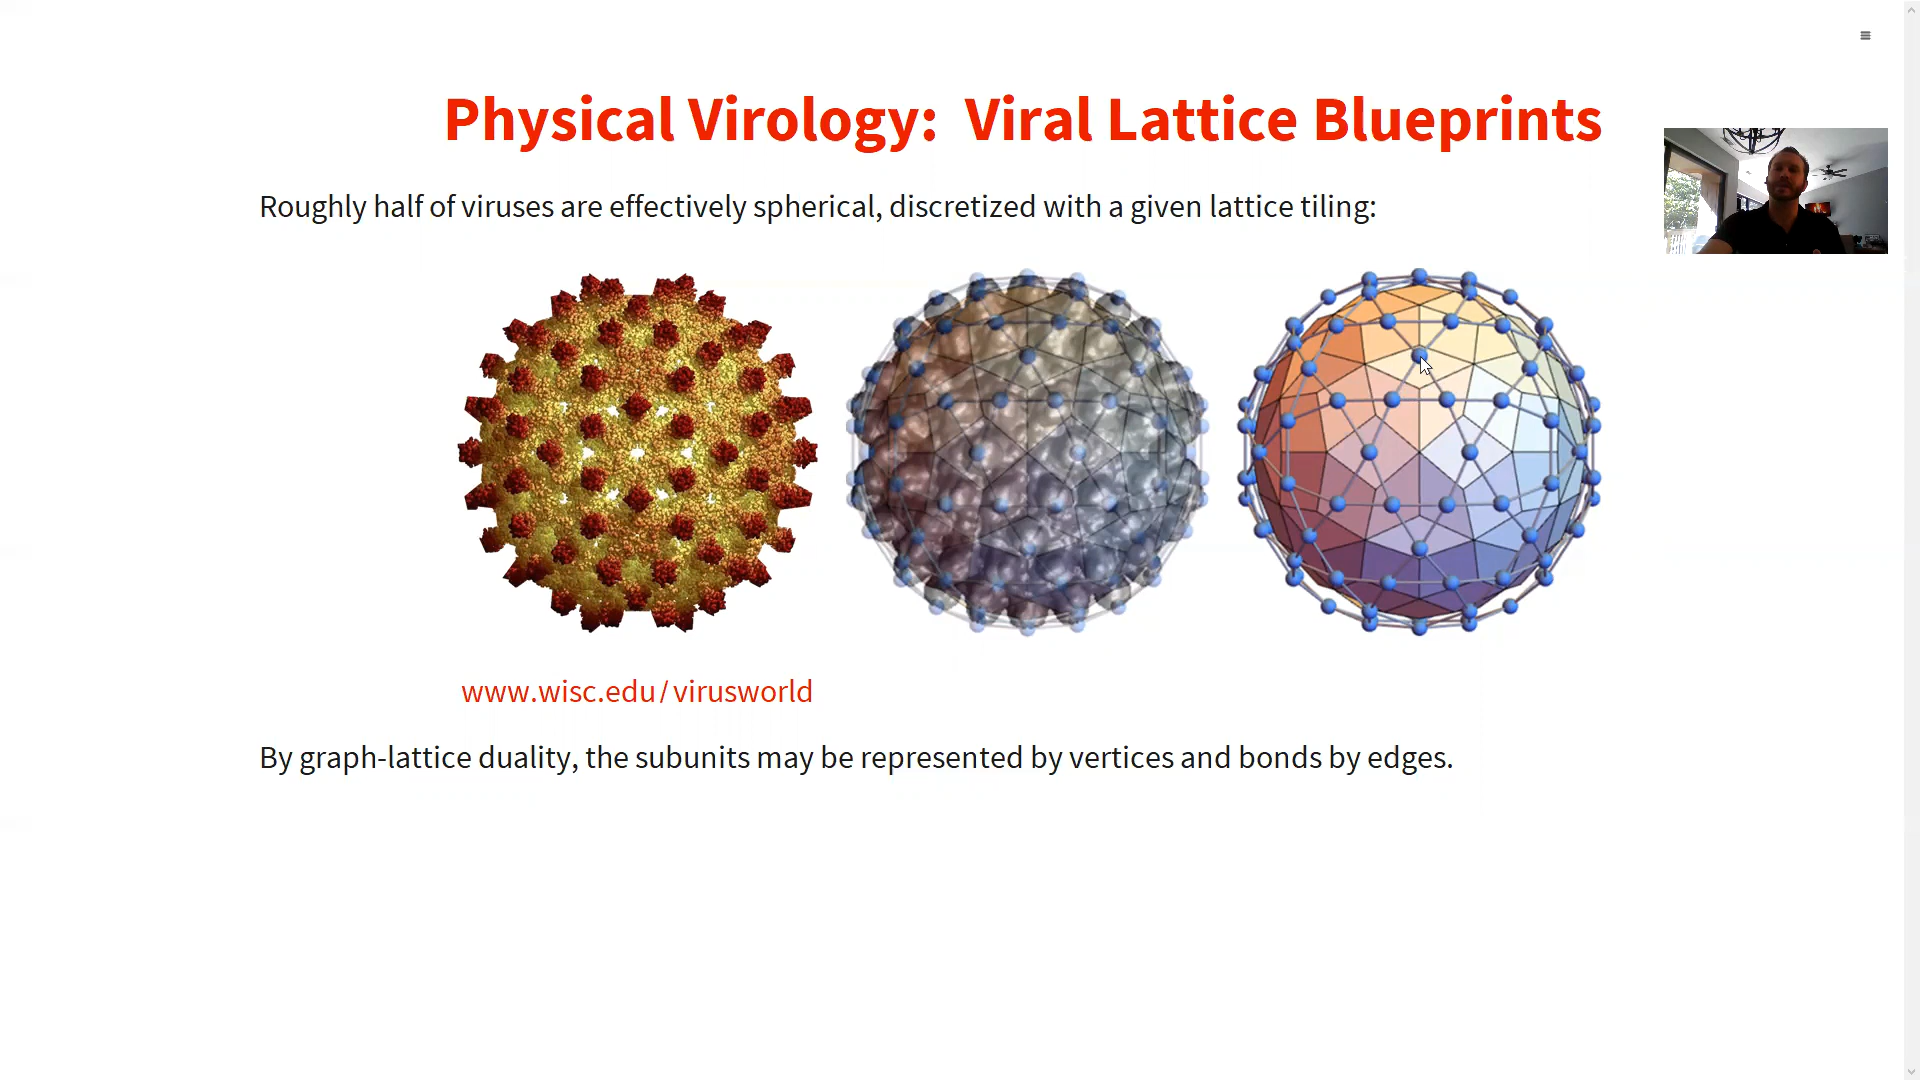 Physical Virology: Viral Lattice Blueprints
Roughly half of viruses are effectively spherical, discretized with a given lattice tiling:
www.wisc.edu/virusworld
By graph-lattice duality, the subunits may be represented by vertices and bonds by edges.